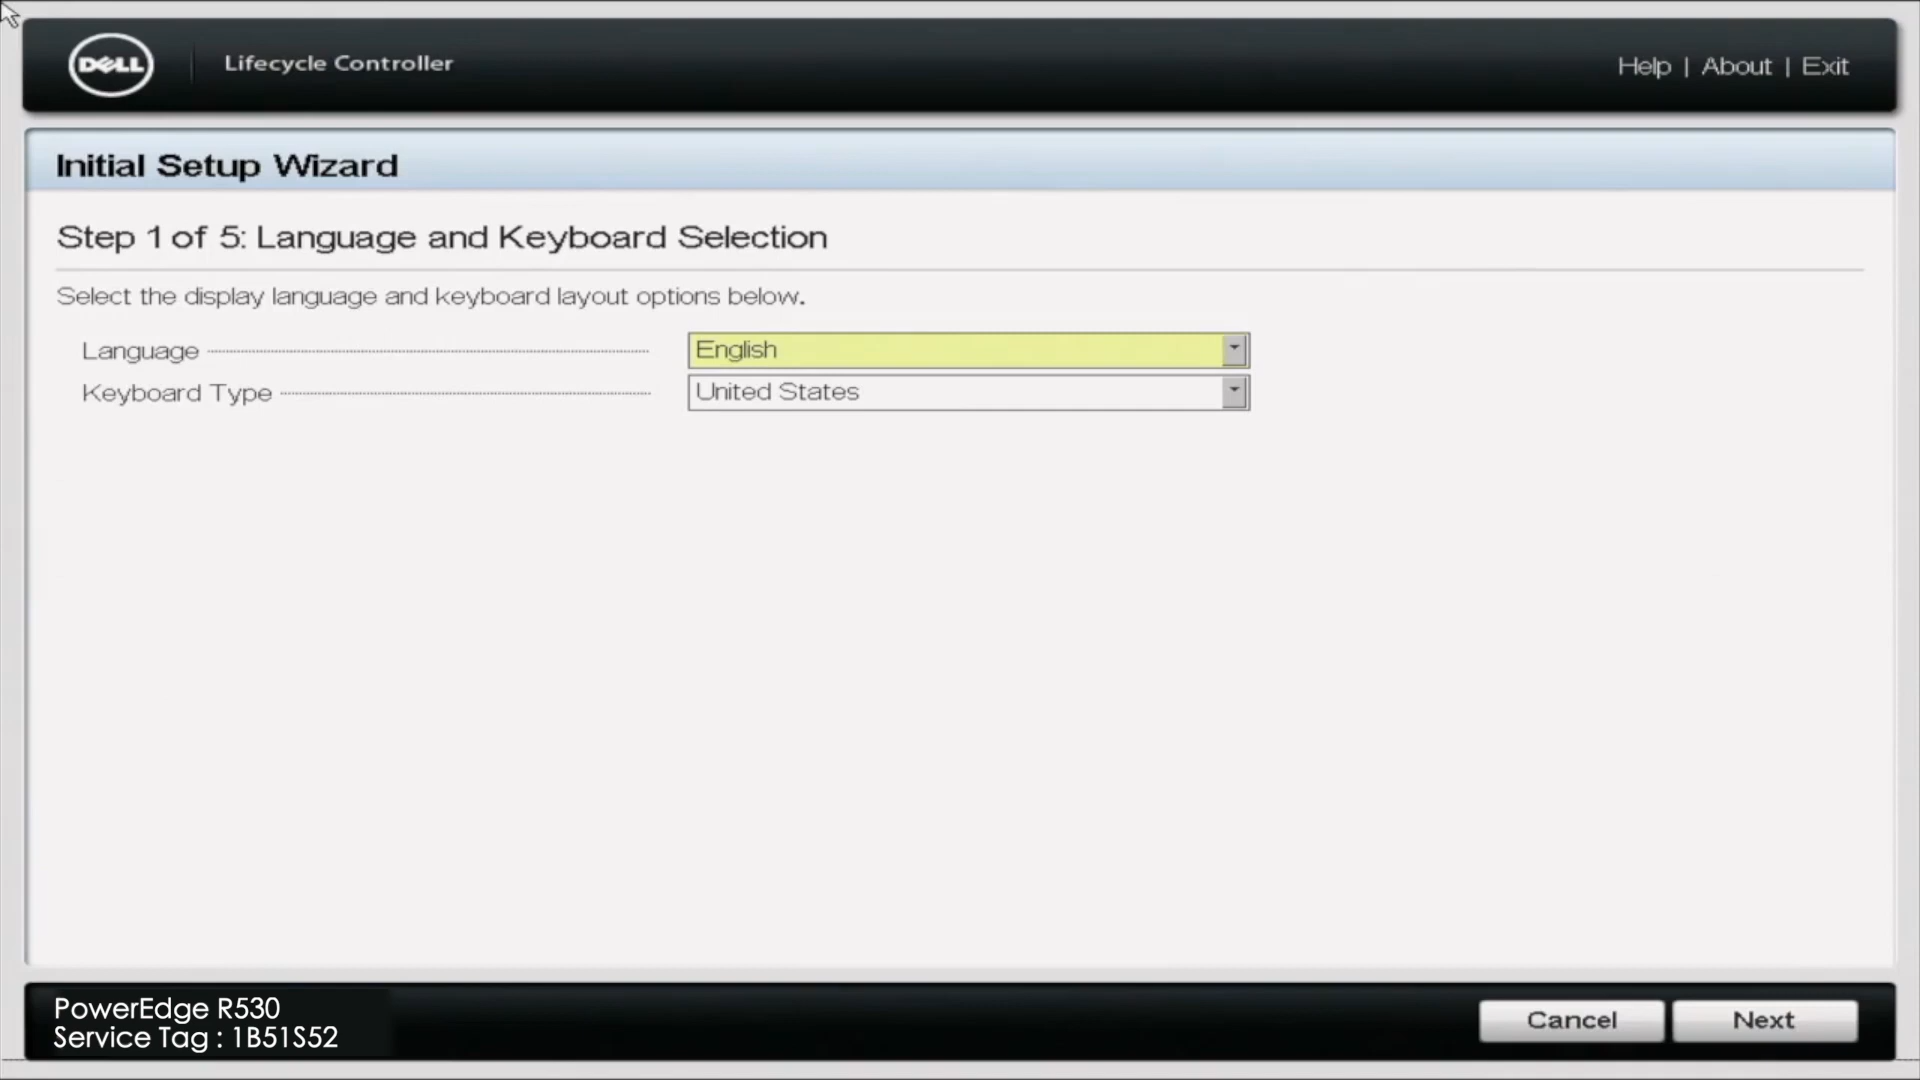 DELL
Lifecycle Controller
Help | About | Exit
Initial Setup Wizard
Step 1 of 5: Language and Keyboard Selection
Select the display language and keyboard layout options below.
Language English
Keyboard Type United States
PowerEdge R530
Service Tag : 1B51S52
Cancel Next